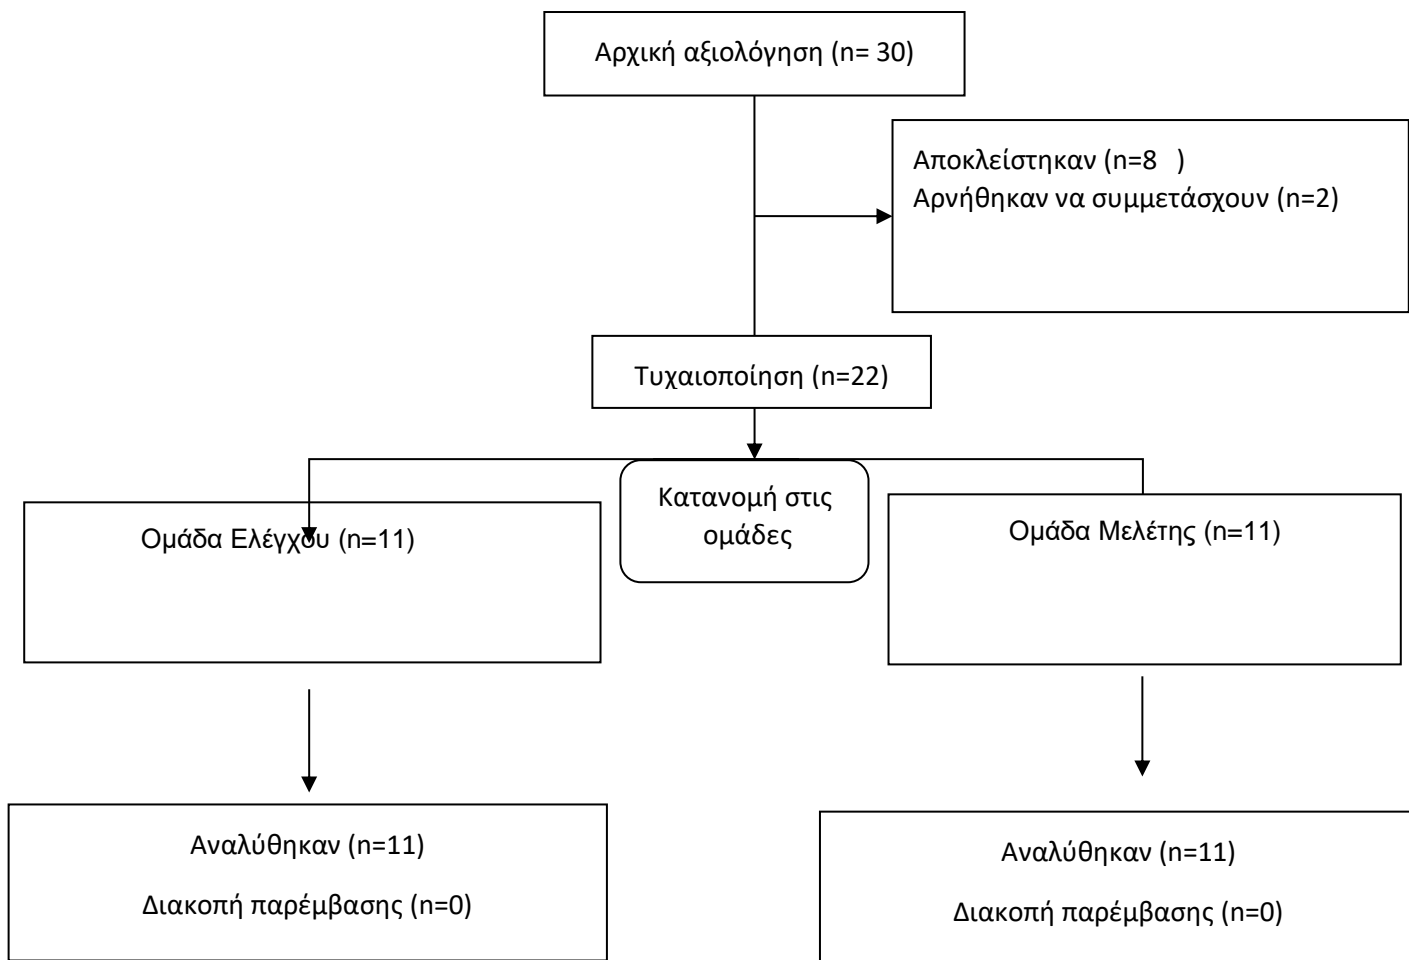 Αρχική αξιολόγηση (n= 30)
Αποκλείστηκαν (n=8 )
Αρνήθηκαν να συμμετάσχουν (n=2)
Τυχαιοποίηση (n=22)
Κατανομή στις
ομάδες
Ομάδα Ελέγχου (n=11)
Ομάδα Μελέτης (n=11)
Αναλύθηκαν (n=11)
Διακοπή παρέμβασης (n=0)
Αναλύθηκαν (n=11)
Διακοπή παρέμβασης (n=0)